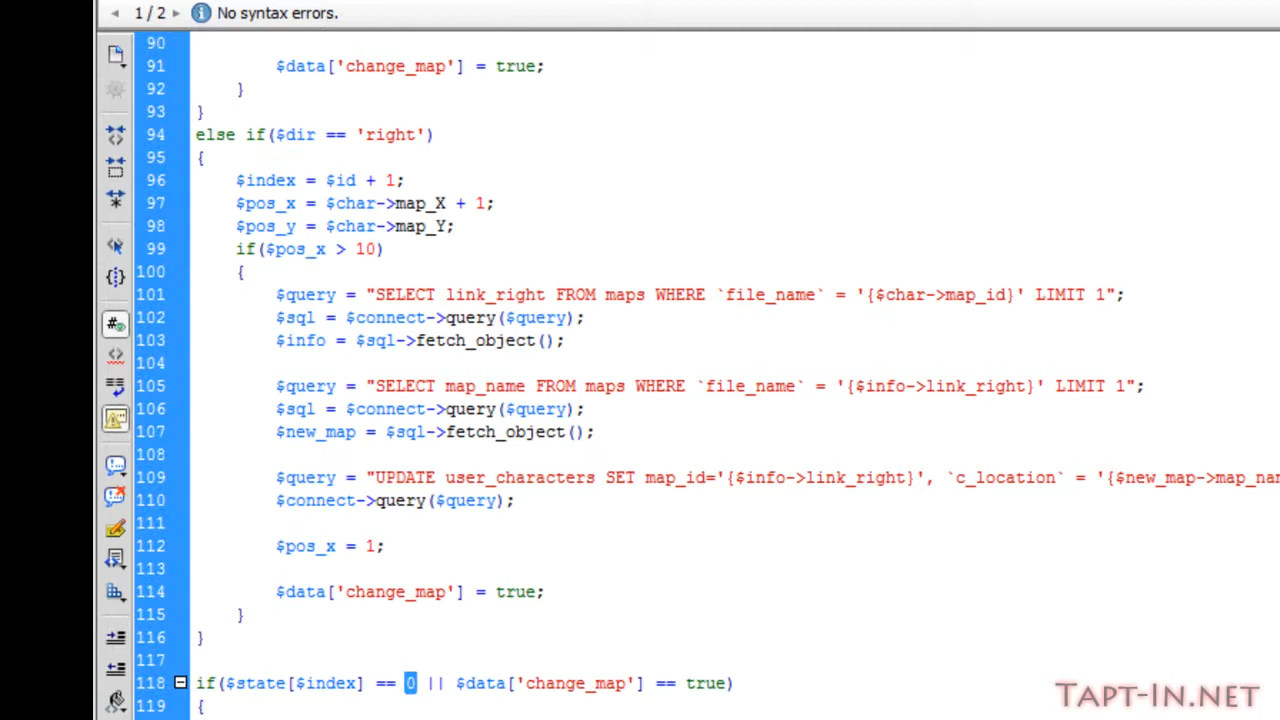 1 / 2 No syntax errors.
90
91 $data['change_map'] = true;
92 }
93 }
94 else if($dir == 'right')
95 {
96 $index = $id + 1;
97 $pos_x = $char->map_X + 1;
98 $pos_y = $char->map_Y;
99 if($pos_x > 10)
100 {
101 $query = "SELECT link_right FROM maps WHERE `file_name` = '{$char->map_id}' LIMIT 1";
102 $sql = $connect->query($query);
103 $info = $sql->fetch_object();
104
105 $query = "SELECT map_name FROM maps WHERE `file_name` = '{$info->link_right}' LIMIT 1";
106 $sql = $connect->query($query);
107 $new_map = $sql->fetch_object();
108
109 $query = "UPDATE user_characters SET map_id='{$info->link_right}', `c_location` = '{$new_map->map_nam
110 $connect->query($query);
111
112 $pos_x = 1;
113
114 $data['change_map'] = true;
115 }
116 }
117
118 if($state[$index] == 0 || $data['change_map'] == true)
119 {
TAPT-IN.NET